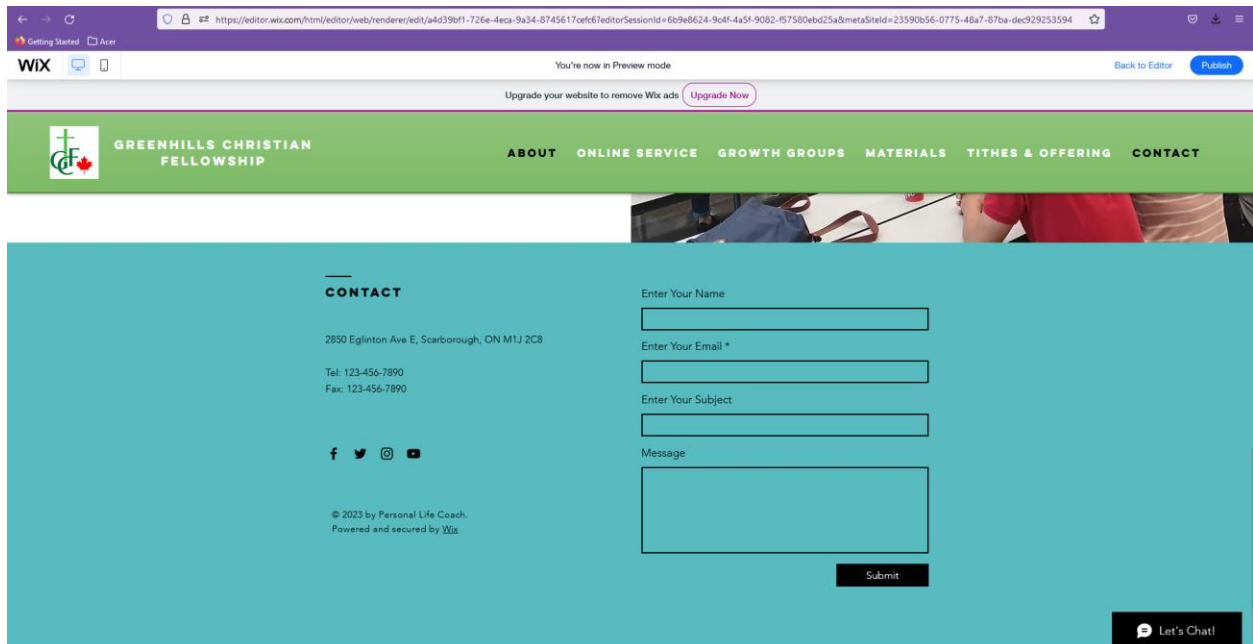 https://editor.wix.com/html/editor/web/renderer/edit/a4d39bf1-726e-4eca-9a34-8745617cefc6?editorSessionId=6b9e8624-9c4f-4a5f-9082-f57580ebd25a&metaSiteId=23590b56-0775-48a7-87ba-dec929253594
Getting Started Acer
WiX You're now in Preview mode Back to Editor Publish
Upgrade your website to remove Wix ads Upgrade Now
GCF
GREENHILLS CHRISTIAN
FELLOWSHIP
ABOUT ONLINE SERVICE GROWTH GROUPS MATERIALS TITHES & OFFERING CONTACT
CONTACT
2850 Eglinton Ave E, Scarborough, ON M1J 2C8
Tel: 123-456-7890
Fax: 123-456-7890
© 2023 by Personal Life Coach.
Powered and secured by Wix
Enter Your Name
Enter Your Email *
Enter Your Subject
Message
Submit
Let's Chat!